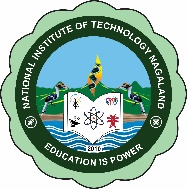 NATIONAL INSTITUTE OF TECHNOLOGY NAGALAND
2010
EDUCATION IS POWER